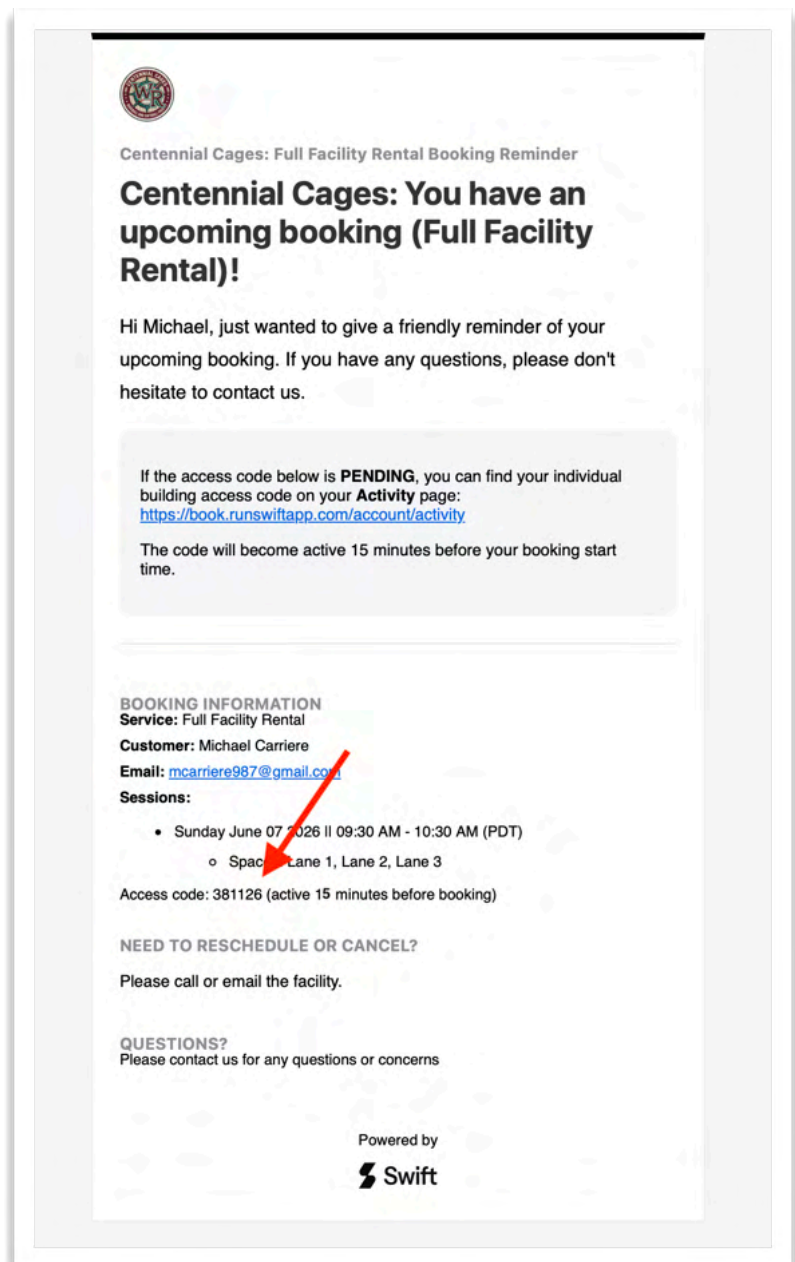 Centennial Cages: Full Facility Rental Booking Reminder
Centennial Cages: You have an
upcoming booking (Full Facility
Rental)!
Hi Michael, just wanted to give a friendly reminder of your
upcoming booking. If you have any questions, please don't
hesitate to contact us.
If the access code below is PENDING, you can find your individual
building access code on your Activity page:
https://book.runswiftapp.com/account/activity
The code will become active 15 minutes before your booking start
time.
BOOKING INFORMATION
Service: Full Facility Rental
Customer: Michael Carriere
Email: mcarriere987@gmail.com
Sessions:
• Sunday June 07 2026 || 09:30 AM - 10:30 AM (PDT)
Lane 1, Lane 2, Lane 3
Access code: 381126 (active 15 minutes before booking)
NEED TO RESCHEDULE OR CANCEL?
Please call or email the facility.
QUESTIONS?
Please contact us for any questions or concerns
Powered by
Swift